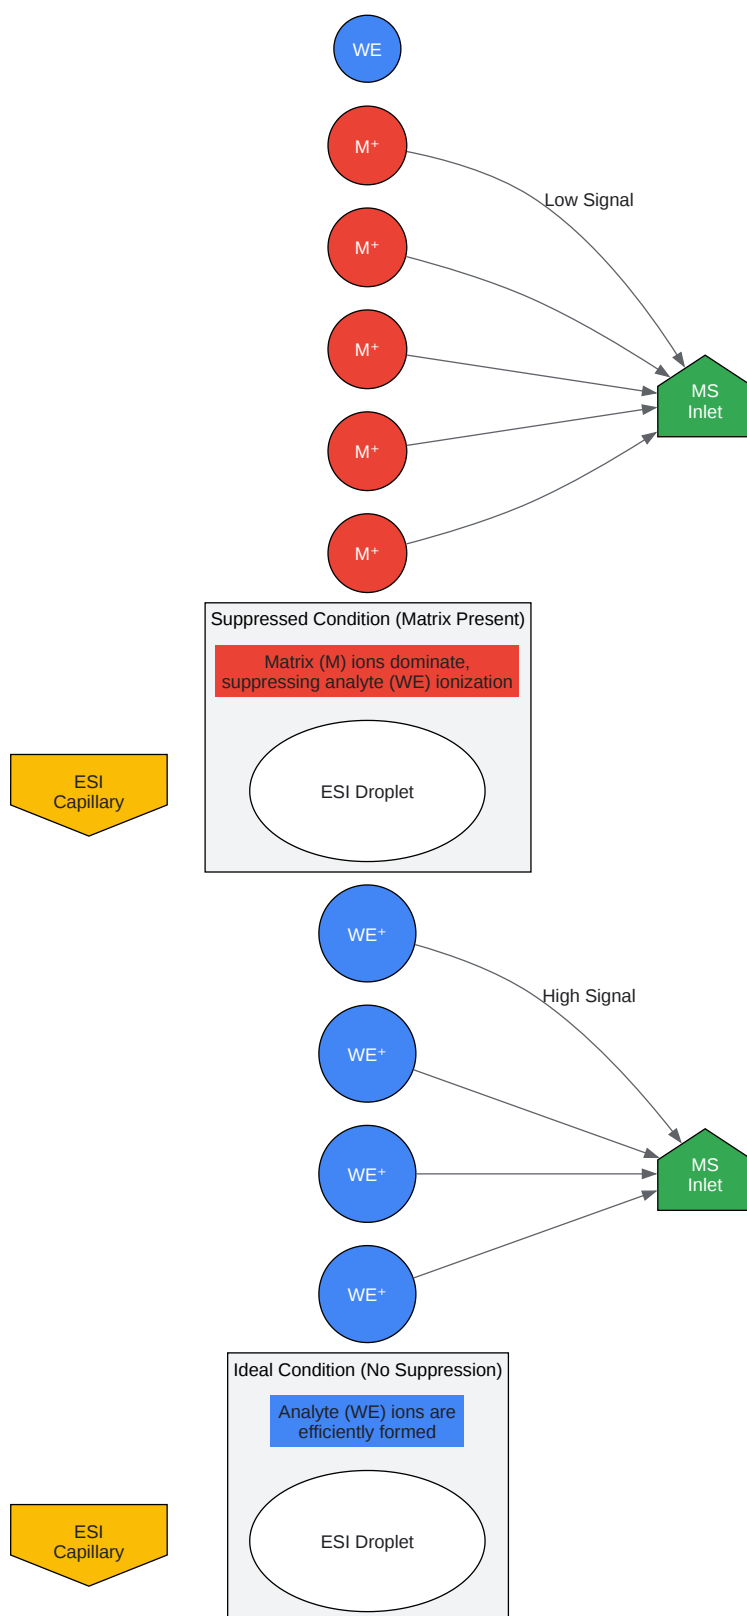 WE
M⁺
Low Signal
M⁺
M⁺
MS
Inlet
M⁺
M⁺
Suppressed Condition (Matrix Present)
Matrix (M) ions dominate,
suppressing analyte (WE) ionization
ESI
Capillary
ESI Droplet
WE⁺
High Signal
WE⁺
MS
Inlet
WE⁺
WE⁺
Ideal Condition (No Suppression)
Analyte (WE) ions are
efficiently formed
ESI
Capillary
ESI Droplet